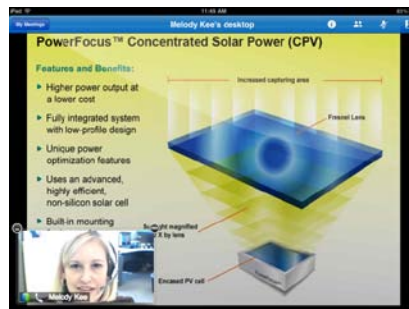 iPad
11:45 AM
My Meetings
Melody Kee's desktop
PowerFocus™ Concentrated Solar Power (CPV)
Features and Benefits:
Higher power output at
a lower cost
Fully integrated system
with low-profile design
Unique power
optimization features
Uses an advanced,
highly efficient,
non-silicon solar cell
Built-in mounting
Increased capturing area
Fresnel Lens
magnified
X by lens
Encased PV cell
Melody Kee